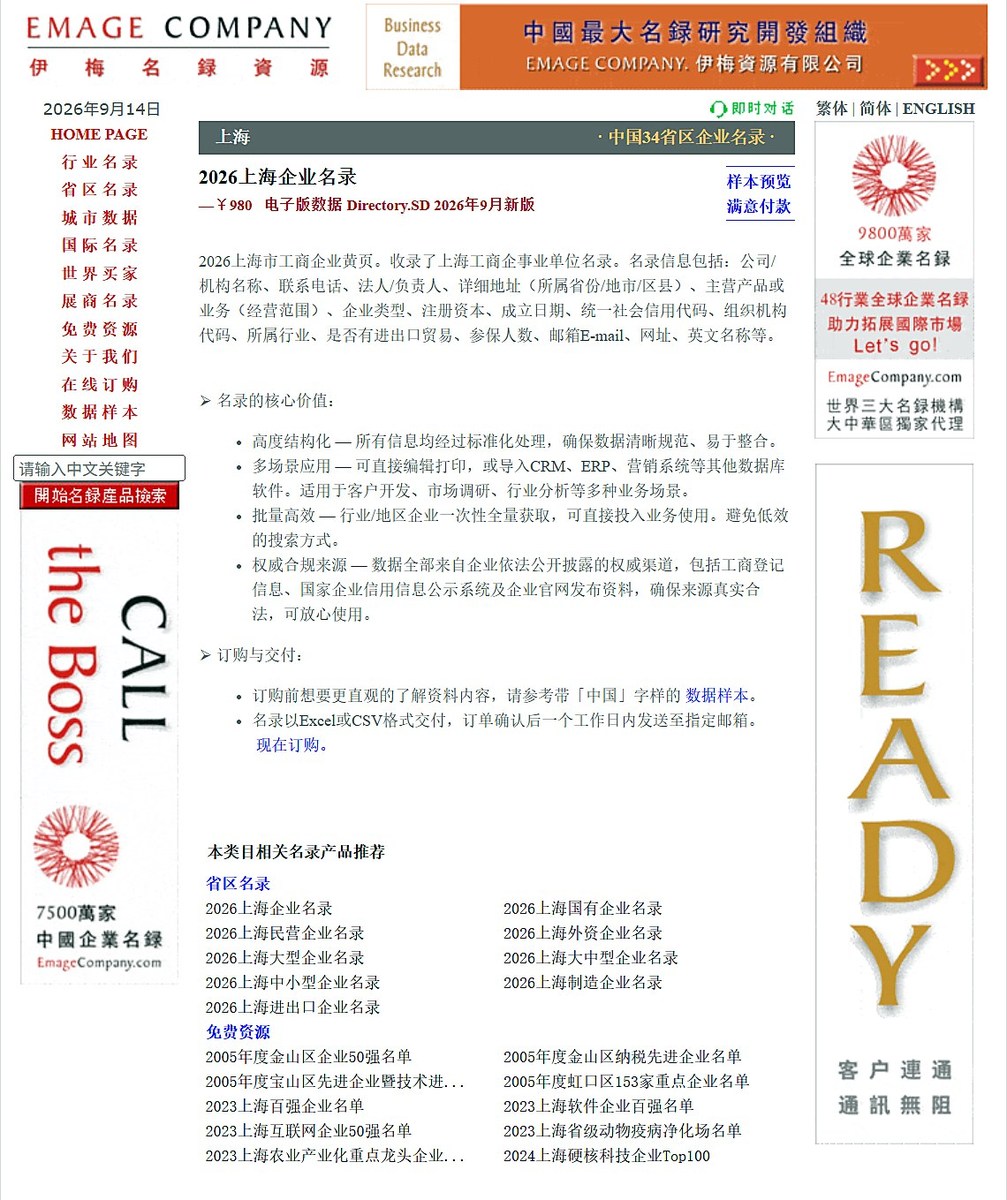 EMAGE COMPANY
伊梅名録資源
Business
Data
Research
中國最大名録研究開發組織
EMAGE COMPANY. 伊梅資源有限公司
2026年9月14日
即时对话
繁体 | 简体 | ENGLISH
HOME PAGE
行业名录
省区名录
城市数据
国际名录
世界买家
展商名录
免费资源
关于我们
在线订购
数据样本
网站地图
请输入中文关键字
開始名録産品檢索
CALL
the Boss
7500萬家
中國企業名録
EmageCompany.com
上海
· 中国34省区企业名录 ·
2026上海企业名录
—￥980 电子版数据 Directory.SD 2026年9月新版
样本预览
满意付款
2026上海市工商企业黄页。收录了上海工商企事业单位名录。名录信息包括：公司/
机构名称、联系电话、法人/负责人、详细地址（所属省份/地市/区县）、主营产品或
业务（经营范围）、企业类型、注册资本、成立日期、统一社会信用代码、组织机构
代码、所属行业、是否有进出口贸易、参保人数、邮箱E-mail、网址、英文名称等。
➢ 名录的核心价值：
• 高度结构化 — 所有信息均经过标准化处理，确保数据清晰规范、易于整合。
• 多场景应用 — 可直接编辑打印，或导入CRM、ERP、营销系统等其他数据库
软件。适用于客户开发、市场调研、行业分析等多种业务场景。
• 批量高效 — 行业/地区企业一次性全量获取，可直接投入业务使用。避免低效
的搜索方式。
• 权威合规来源 — 数据全部来自企业依法公开披露的权威渠道，包括工商登记
信息、国家企业信用信息公示系统及企业官网发布资料，确保来源真实合
法，可放心使用。
➢ 订购与交付：
• 订购前想要更直观的了解资料内容，请参考带「中国」字样的 数据样本。
• 名录以Excel或CSV格式交付，订单确认后一个工作日内发送至指定邮箱。
现在订购。
本类目相关名录产品推荐
省区名录
2026上海企业名录
2026上海国有企业名录
2026上海民营企业名录
2026上海外资企业名录
2026上海大型企业名录
2026上海大中型企业名录
2026上海中小型企业名录
2026上海制造企业名录
2026上海进出口企业名录
免费资源
2005年度金山区企业50强名单
2005年度金山区纳税先进企业名单
2005年度宝山区先进企业暨技术进...
2005年度虹口区153家重点企业名单
2023上海百强企业名单
2023上海软件企业百强名单
2023上海互联网企业50强名单
2023上海省级动物疫病净化场名单
2023上海农业产业化重点龙头企业...
2024上海硬核科技企业Top100
9800萬家
全球企業名録
48行業全球企業名録
助力拓展國際市場
Let's go!
EmageCompany.com
世界三大名録機構
大中華區獨家代理
READY
客户連通
通訊無阻